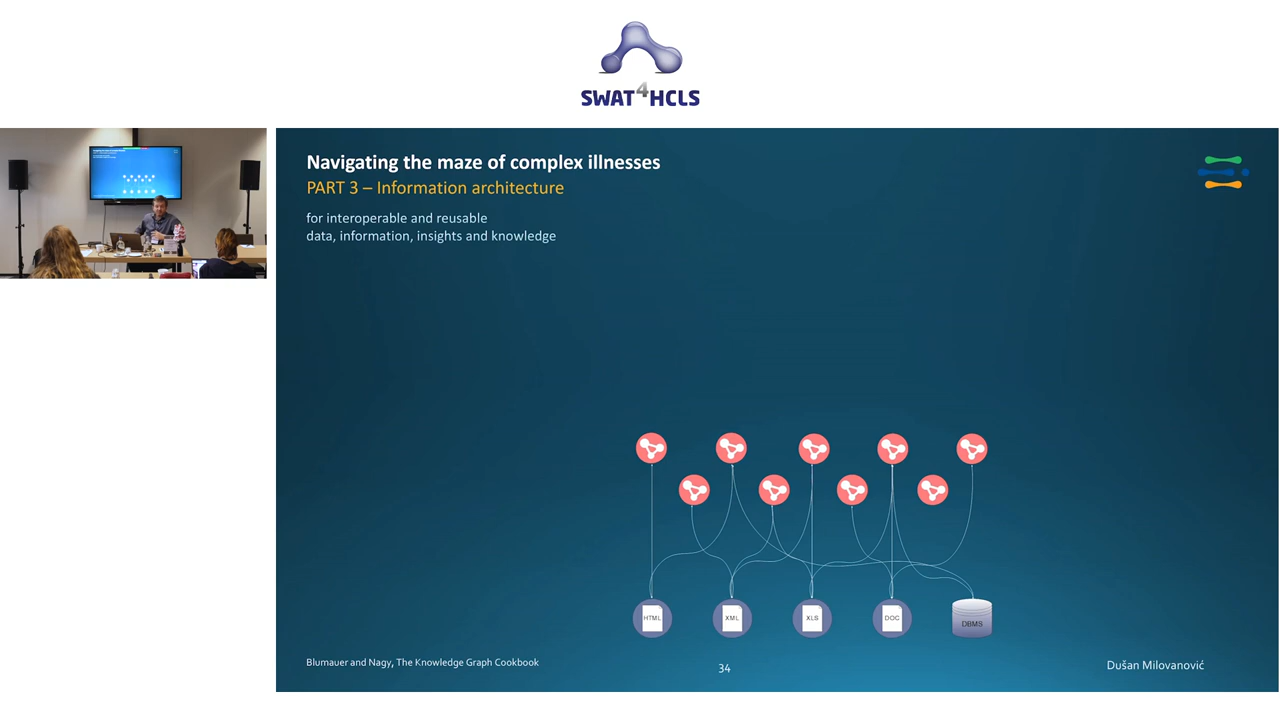 SWAT4HCLS
Navigating the maze of complex illnesses
PART 3 – Information architecture
for interoperable and reusable
data, information, insights and knowledge
HTML
XML
XLS
DOC
DBMS
Blumauer and Nagy, The Knowledge Graph Cookbook
34
Dušan Milovanović